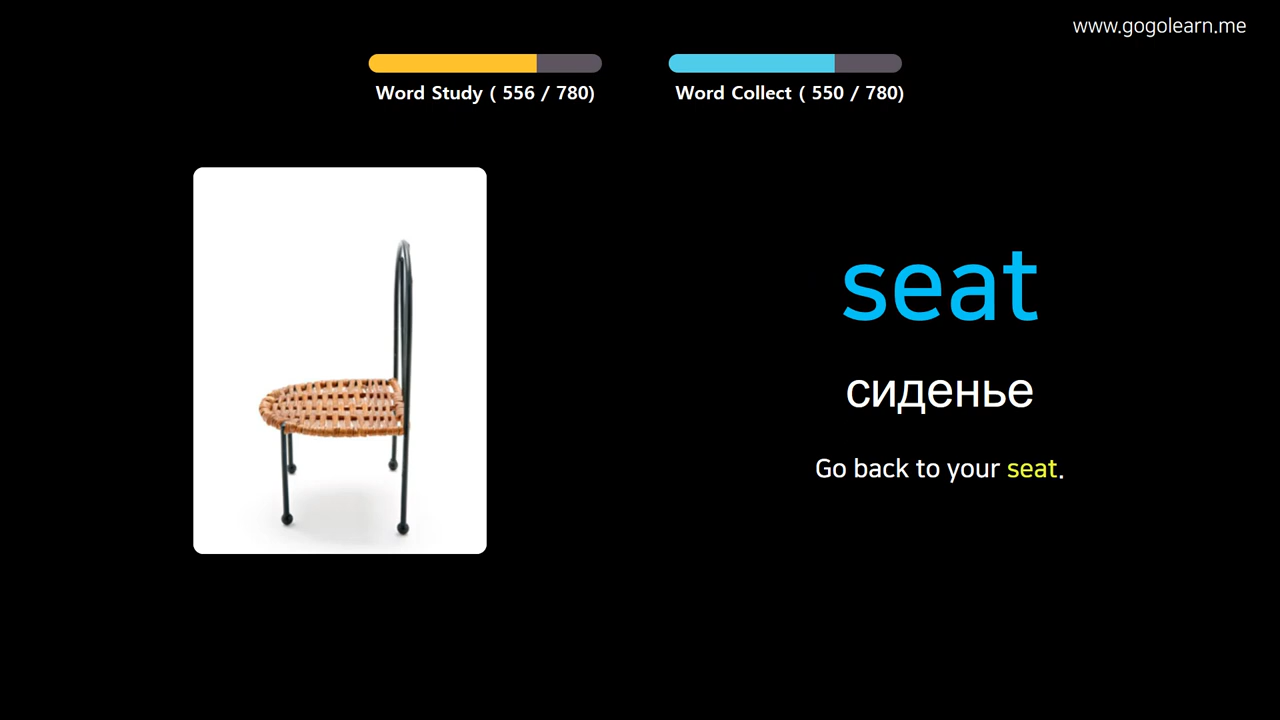 www.gogolearn.me
Word Study ( 556 / 780)
Word Collect ( 550 / 780)
seat
сиденье
Go back to your seat.